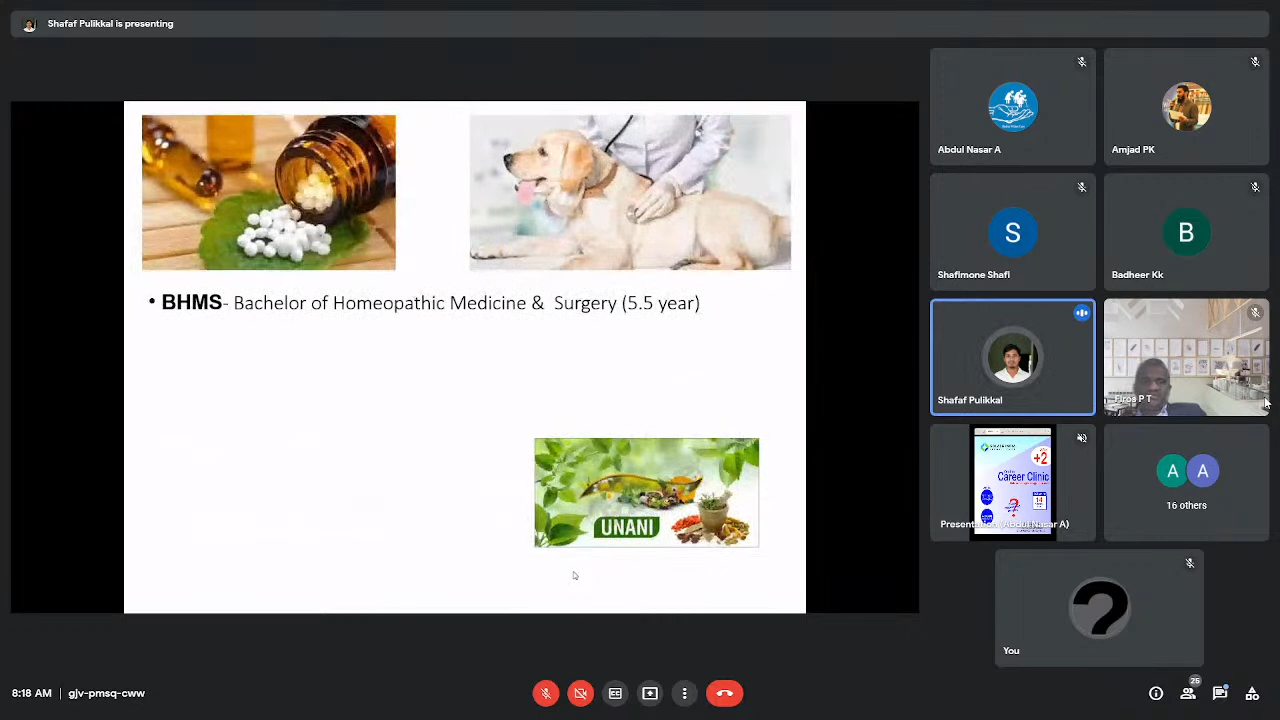 Shafaf Pulikkal is presenting
• BHMS- Bachelor of Homeopathic Medicine & Surgery (5.5 year)
UNANI
Abdul Nasar A
Amjad PK
S
Shafimone Shafi
B
Badheer Kk
Shafaf Pulikkal
Firos P T
+2
Career Clinic
14
Presentation (Abdul Nasar A)
A A
16 others
?
You
8:18 AM | gjv-pmsq-cww
25